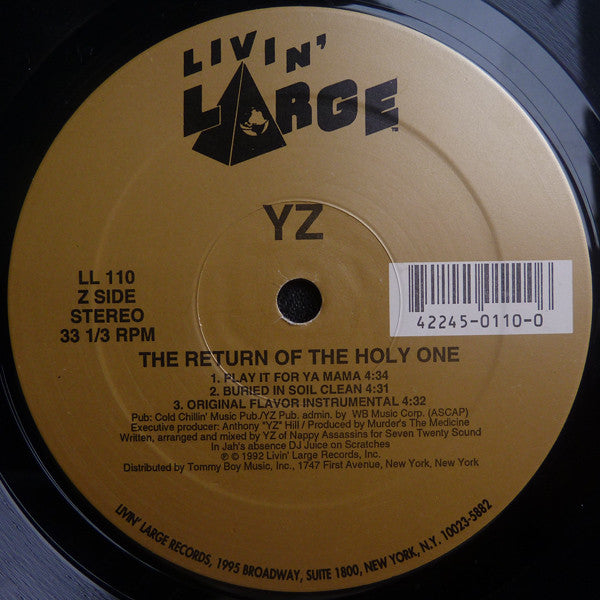 LIVIN'
LARGE™
YZ
LL 110
Z SIDE
STEREO
33 1/3 RPM
42245-0110-0
THE RETURN OF THE HOLY ONE
1. PLAY IT FOR YA MAMA 4:34
2. BURIED IN SOIL CLEAN 4:31
3. ORIGINAL FLAVOR INSTRUMENTAL 4:32
Pub: Cold Chillin' Music Pub./YZ Pub. admin. by WB Music Corp. (ASCAP)
Executive producer: Anthony "YZ" Hill / Produced by Murder's The Medicine
Written, arranged and mixed by YZ of Nappy Assassins for Seven Twenty Sound
In Jah's absence DJ Juice on Scratches
℗ © 1992 Livin' Large Records, Inc.
Distributed by Tommy Boy Music, Inc., 1747 First Avenue, New York, New York
LIVIN' LARGE RECORDS, 1995 BROADWAY, SUITE 1800, NEW YORK, N.Y. 10023-5882